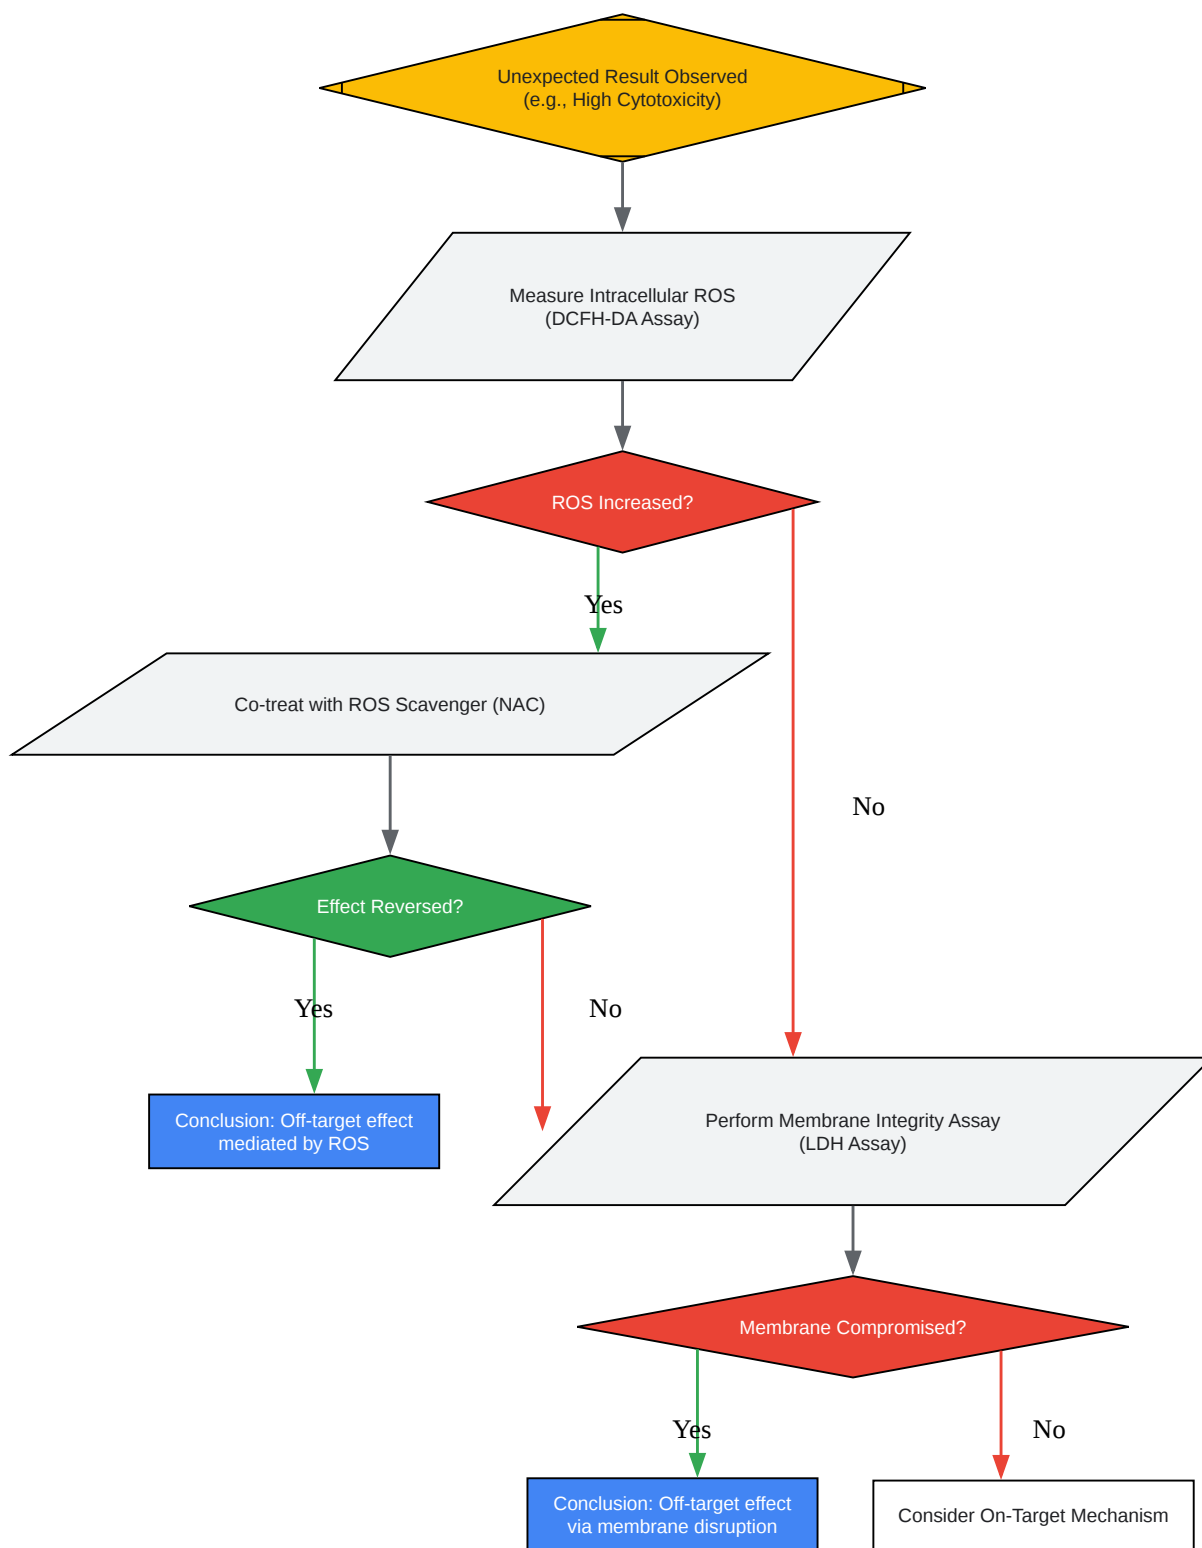 Unexpected Result Observed
(e.g., High Cytotoxicity)
Measure Intracellular ROS
(DCFH-DA Assay)
ROS Increased?
Yes
Co-treat with ROS Scavenger (NAC)
No
Effect Reversed?
Yes
No
Conclusion: Off-target effect
mediated by ROS
Perform Membrane Integrity Assay
(LDH Assay)
Membrane Compromised?
Yes
No
Conclusion: Off-target effect
via membrane disruption
Consider On-Target Mechanism